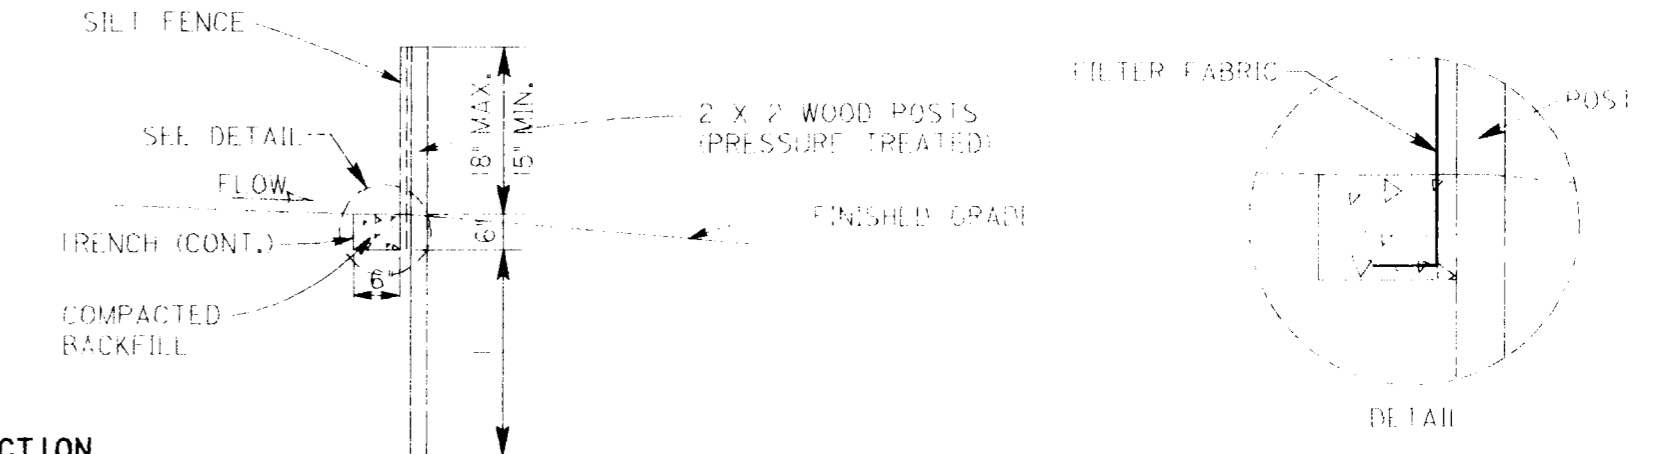 SILT FENCE
SEE DETAIL
FLOW
TRENCH (CONT.)
COMPACTED
BACKFILL
6"
18" MAX.
15" MIN.
6"
2 X 2 WOOD POSTS
(PRESSURE TREATED)
FINISHED GRADE
FILTER FABRIC
POST
DETAIL
CTION